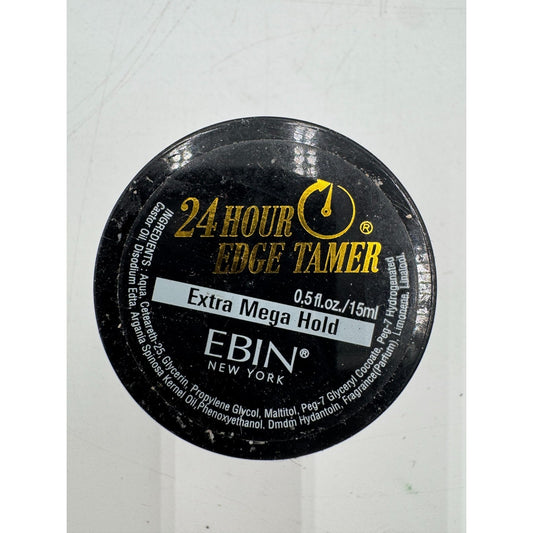 24 HOUR ®
EDGE TAMER
0.5 fl.oz./15ml
Extra Mega Hold
EBIN®
NEW YORK
INGREDIENTS : Aqua, Ceteareth-25, Glycerin, Propylene Glycol, Maltitol, Peg-7 Glyceryl Cocoate, Peg-7 Hydrogenated
Castor Oil, Disodium Edta, Argania Spinosa Kernel Oil, Phenoxyethanol. Dmdm Hydantoin, Fragrance(Parfum), Limonene, Linalool.